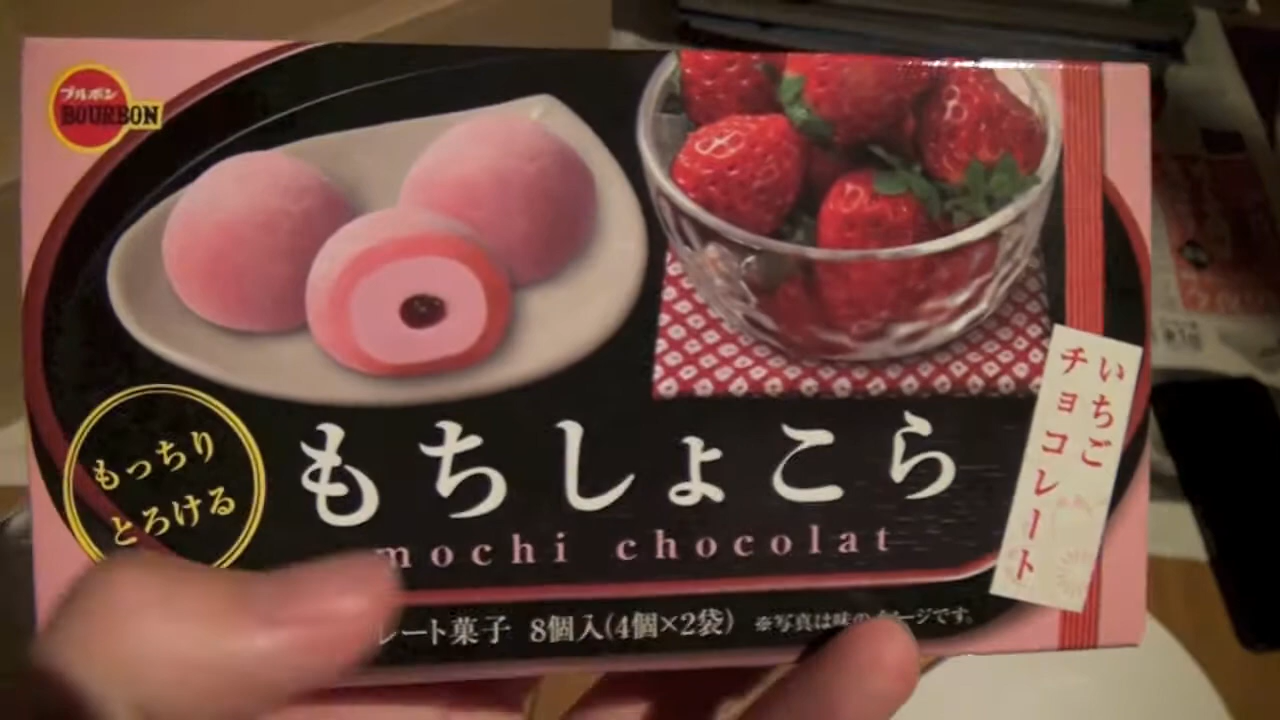 ブルボン
BOURBON
いちご
チョコレート
もっちり
とろける
もちしょこら
mochi chocolat
レート菓子 8個入(4個×2袋) ※写真は味のイメージです。